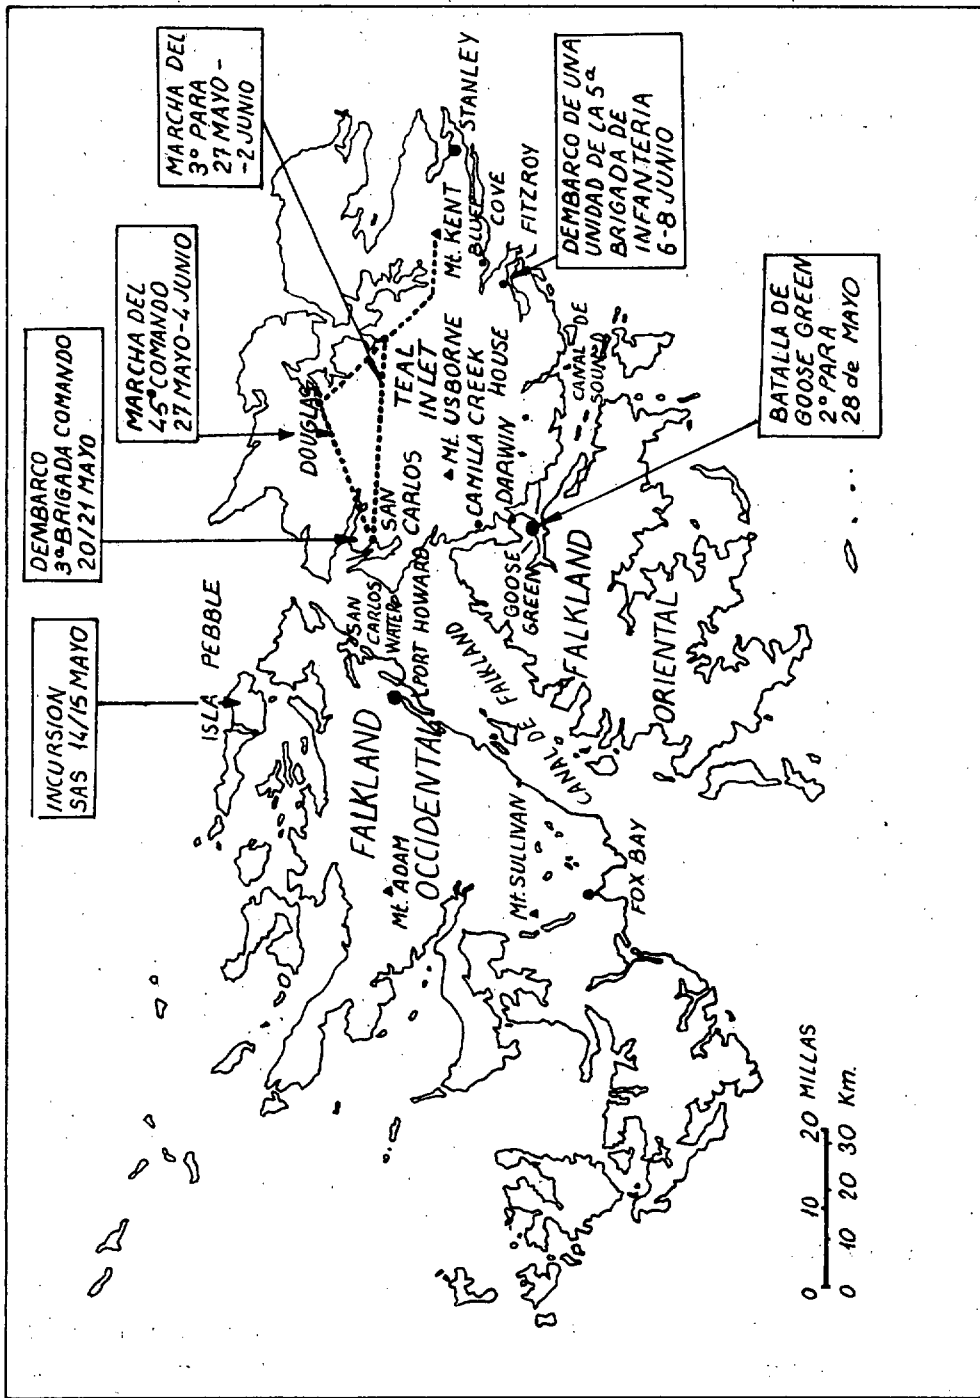 INCURSION
SAS 14/15 MAYO
DENBARCO
3ª BRIGADA COMANDO
20/21 MAYO
MARCHA DEL
45º COMANDO
27 MAYO-4 JUNIO
MARCHA DEL
3º PARA
27 MAYO -
-2 JUNIO
ISLA PEBBLE
DOUGLAS
SAN
CARLOS
WATER
SAN
CARLOS
TEAL
INLET
PORT HOWARD
FALKLAND
OCCIDENTAL
Mt. ADAM
Mt. USBORNE
CAMILLA CREEK
HOUSE
DARWIN
Mt. KENT
STANLEY
BLUFF
COVE
FITZROY
GOOSE
GREEN
CANAL DE FALKLAND
CANAL DE
SOUND
FALKLAND
ORIENTAL
Mt. SULLIVAN
FOX BAY
DEMBARCO DE UNA
UNIDAD DE LA 5ª
BRIGADA DE
INFANTERIA
6-8 JUNIO
BATALLA DE
GOOSE GREEN
2º PARA
28 de MAYO
0 10 20 MILLAS
0 10 20 30 Km.